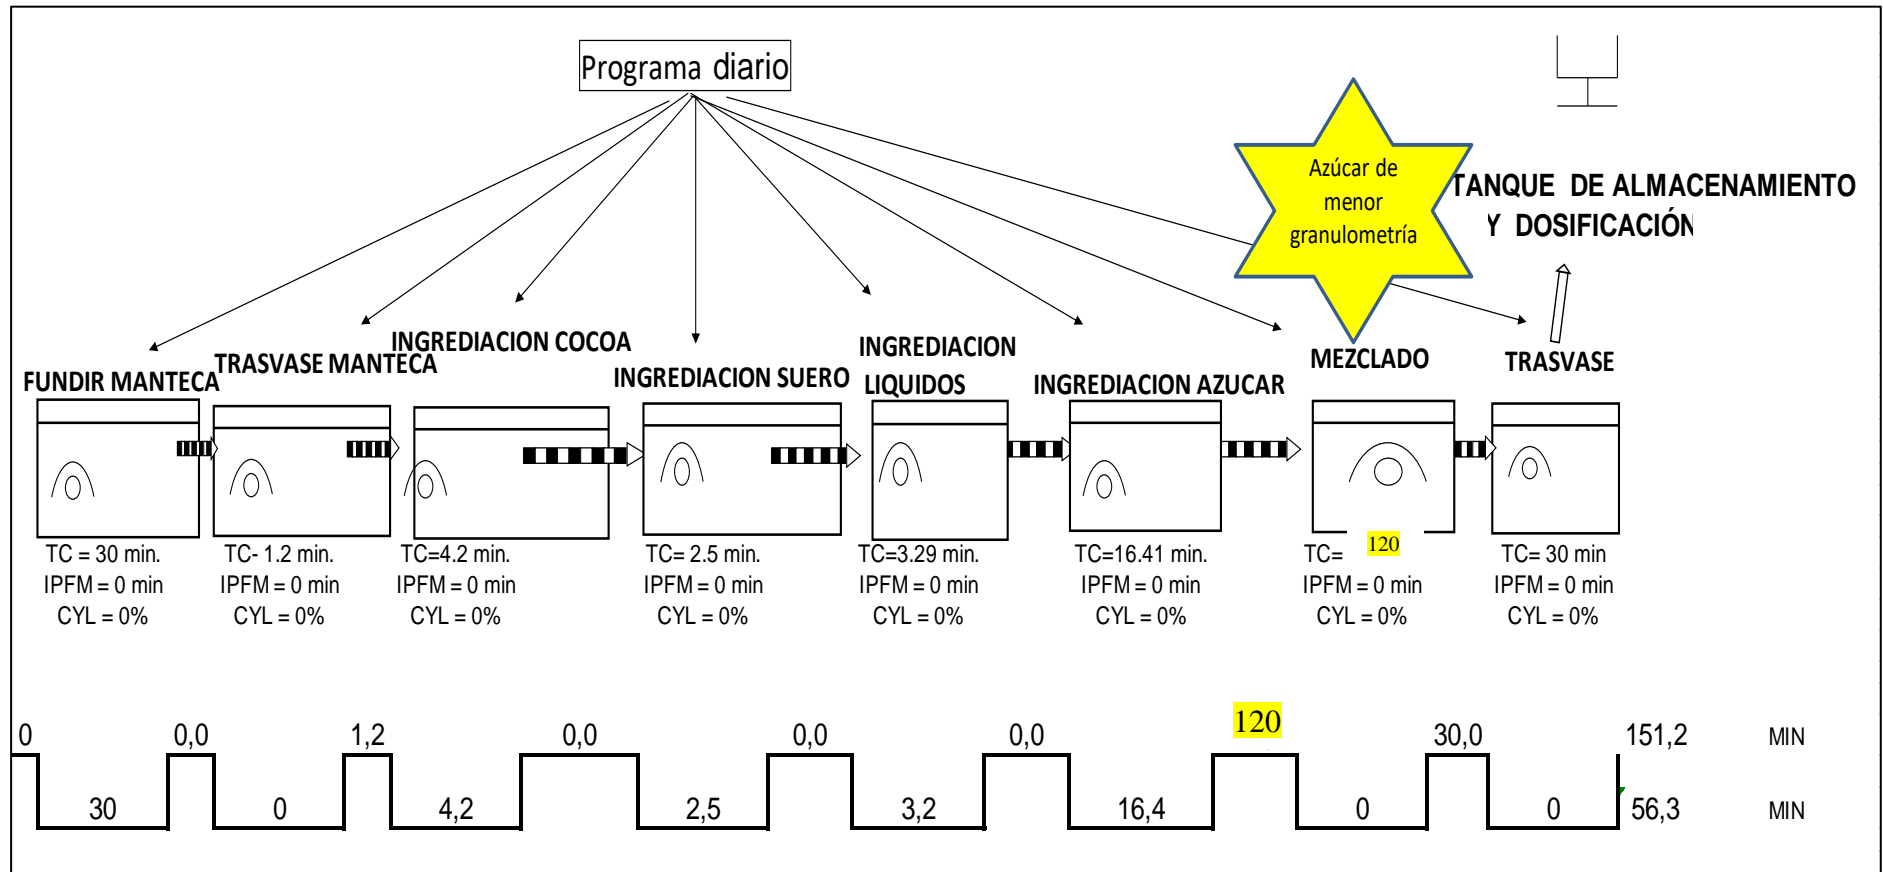 Programa diario
Azúcar de
menor
granulometría
TANQUE DE ALMACENAMIENTO
Y DOSIFICACIÓN
FUNDIR MANTECA
TRASVASE MANTECA
INGREDIACION COCOA
INGREDIACION SUERO
INGREDIACION
LIQUIDOS
INGREDIACION AZUCAR
MEZCLADO
TRASVASE
TC = 30 min.
IPFM = 0 min
CYL = 0%
TC- 1.2 min.
IPFM = 0 min
CYL = 0%
TC=4.2 min.
IPFM = 0 min
CYL = 0%
TC= 2.5 min.
IPFM = 0 min
CYL = 0%
TC=3.29 min.
IPFM = 0 min
CYL = 0%
TC=16.41 min.
IPFM = 0 min
CYL = 0%
TC= 120
IPFM = 0 min
CYL = 0%
TC= 30 min
IPFM = 0 min
CYL = 0%
0 0,0 1,2 0,0 0,0 0,0 120 30,0 151,2 MIN
30 0 4,2 2,5 3,2 16,4 0 0 56,3 MIN